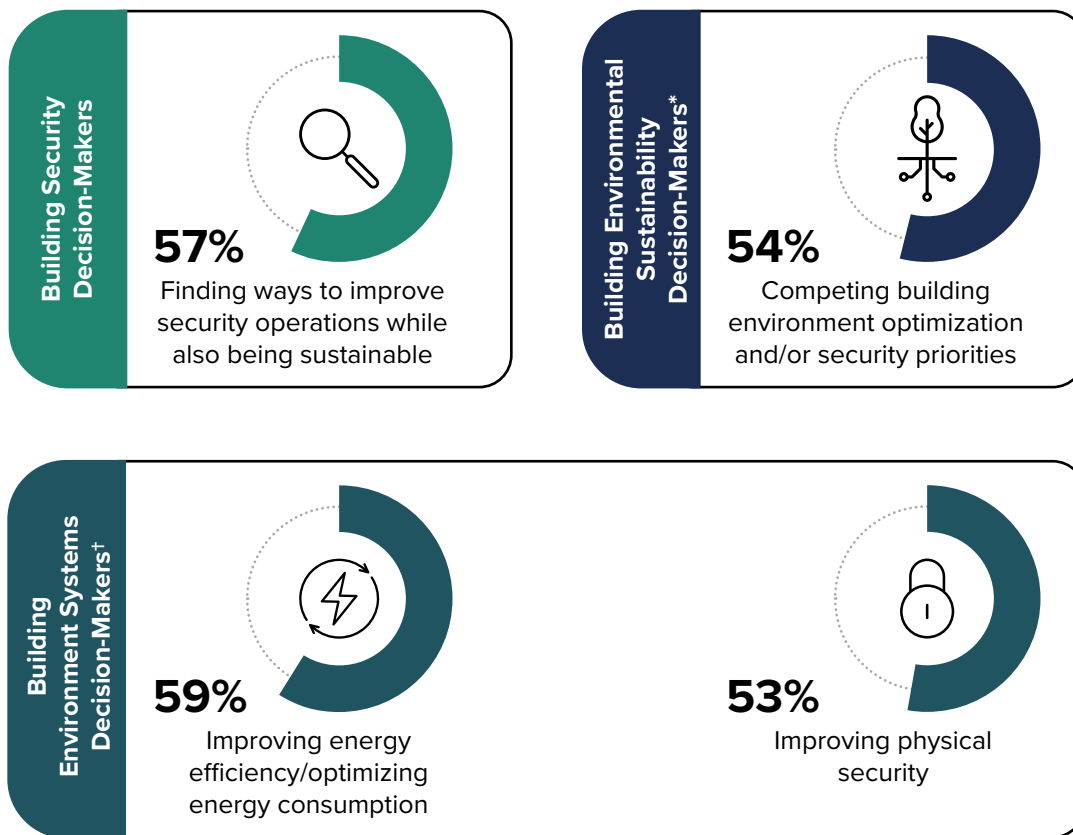 Building Security
Decision-Makers
57%
Finding ways to improve
security operations while
also being sustainable
Building Environmental
Sustainability
Decision-Makers*
54%
Competing building
environment optimization
and/or security priorities
Building
Environment Systems
Decision-Makers†
59%
Improving energy
efficiency/optimizing
energy consumption
53%
Improving physical
security